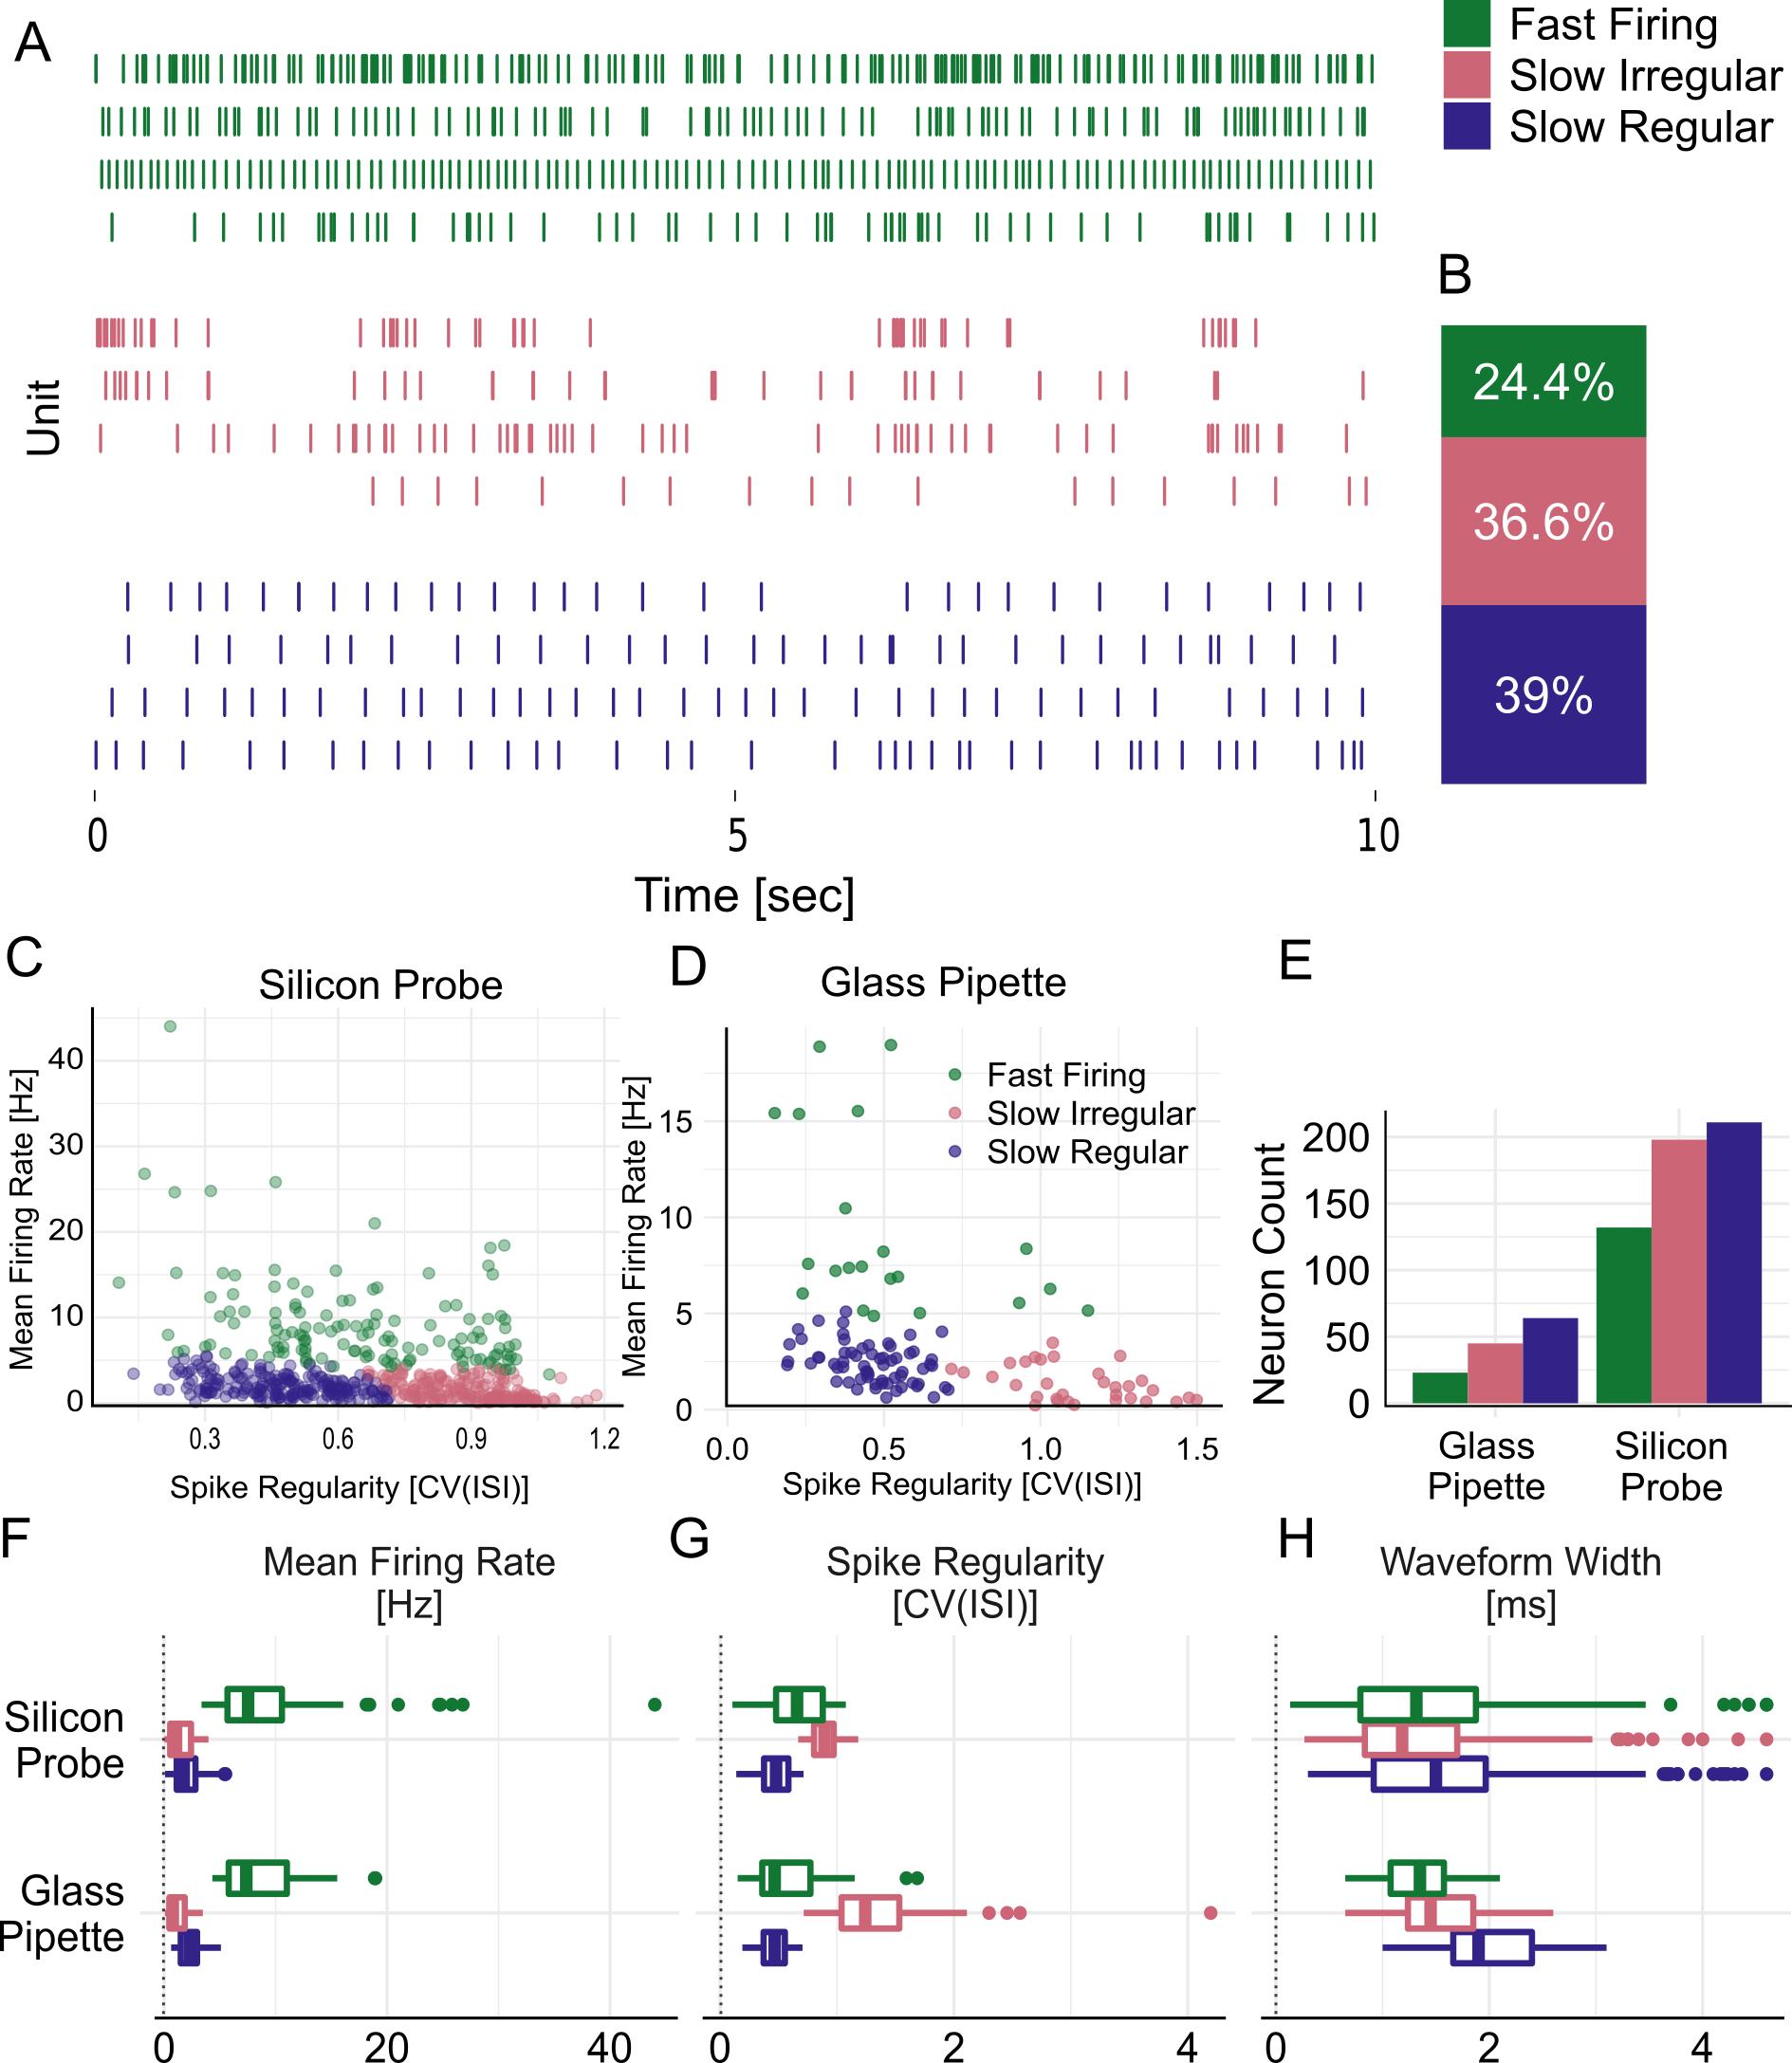 A
Fast Firing
Slow Irregular
Slow Regular
Unit
B
24.4%
36.6%
39%
0
5
10
Time [sec]
C
Silicon Probe
Mean Firing Rate [Hz]
40
30
20
10
0
0.3
0.6
0.9
1.2
Spike Regularity [CV(ISI)]
D
Glass Pipette
Fast Firing
Slow Irregular
Slow Regular
Mean Firing Rate [Hz]
15
10
5
0
0.0
0.5
1.0
1.5
Spike Regularity [CV(ISI)]
E
Neuron Count
200
150
100
50
0
Glass
Pipette
Silicon
Probe
F
Mean Firing Rate
[Hz]
Silicon
Probe
Glass
Pipette
0
20
40
G
Spike Regularity
[CV(ISI)]
0
2
4
H
Waveform Width
[ms]
0
2
4